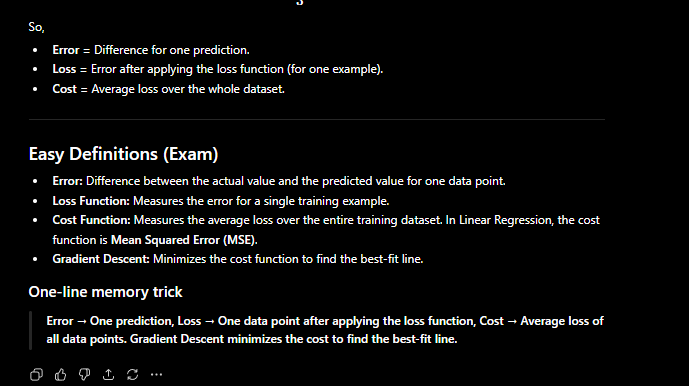 So,
• Error = Difference for one prediction.
• Loss = Error after applying the loss function (for one example).
• Cost = Average loss over the whole dataset.
Easy Definitions (Exam)
• Error: Difference between the actual value and the predicted value for one data point.
• Loss Function: Measures the error for a single training example.
• Cost Function: Measures the average loss over the entire training dataset. In Linear Regression, the cost
function is Mean Squared Error (MSE).
• Gradient Descent: Minimizes the cost function to find the best-fit line.
One-line memory trick
Error → One prediction, Loss → One data point after applying the loss function, Cost → Average loss of
all data points. Gradient Descent minimizes the cost to find the best-fit line.